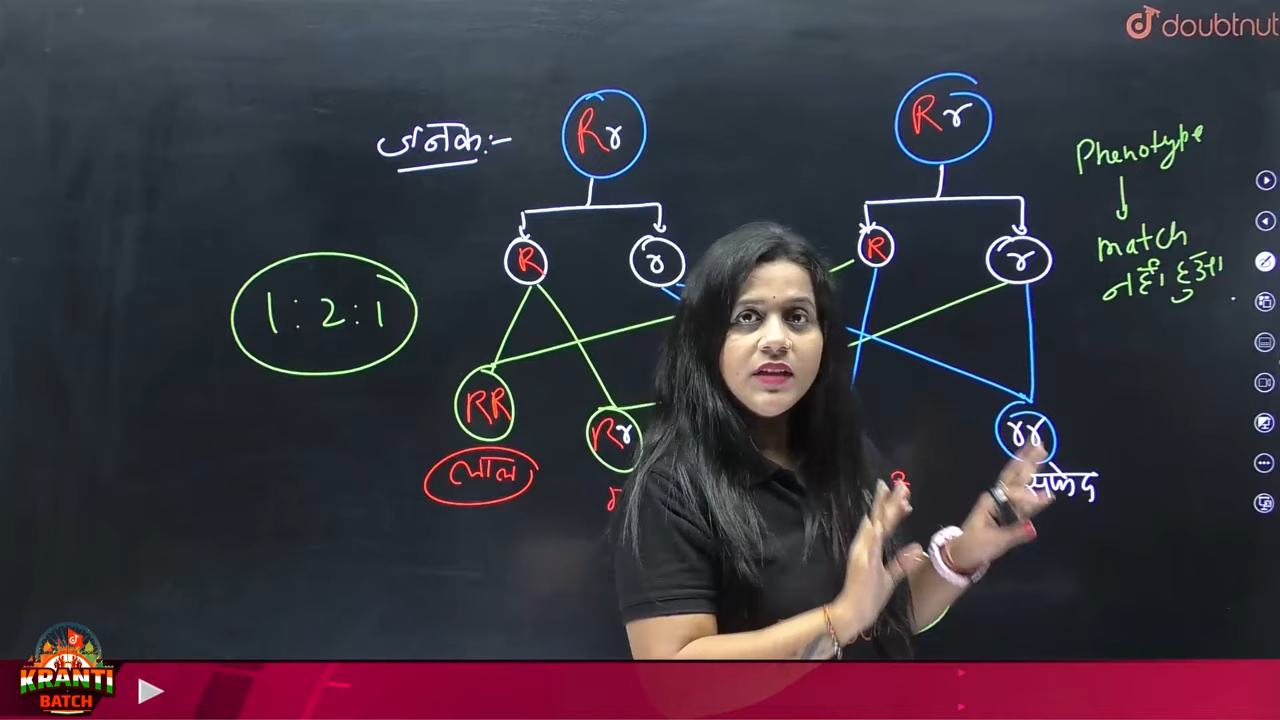 doubtnut
जनक:-
Rr
Rr
Phenotype
match
नहीं हुआ
R
r
R
r
1:2:1
RR
Rr
rr
लाल
सफेद
KRANTI
BATCH